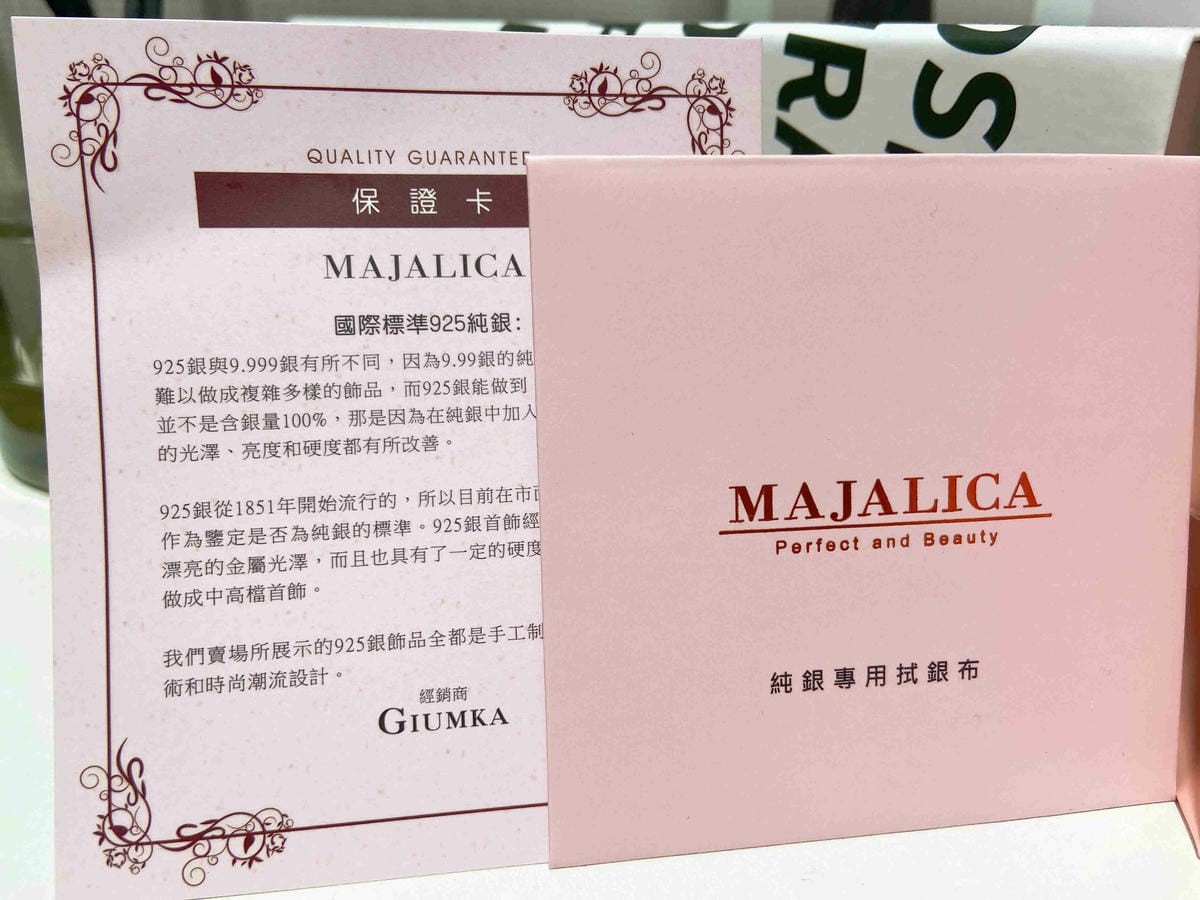 QUALITY GUARANTEE
保證卡
MAJALICA
國際標準925純銀:
925銀與9.999銀有所不同，因為9.99銀的純
難以做成複雜多樣的飾品，而925銀能做到
並不是含銀量100%，那是因為在純銀中加入
的光澤、亮度和硬度都有所改善。
925銀從1851年開始流行的，所以目前在市面
作為鑒定是否為純銀的標準。925銀首飾經
漂亮的金屬光澤，而且也具有了一定的硬度
做成中高檔首飾。
我們賣場所展示的925銀飾品全都是手工制
術和時尚潮流設計。
經銷商
GIUMKA
MAJALICA
Perfect and Beauty
純銀專用拭銀布